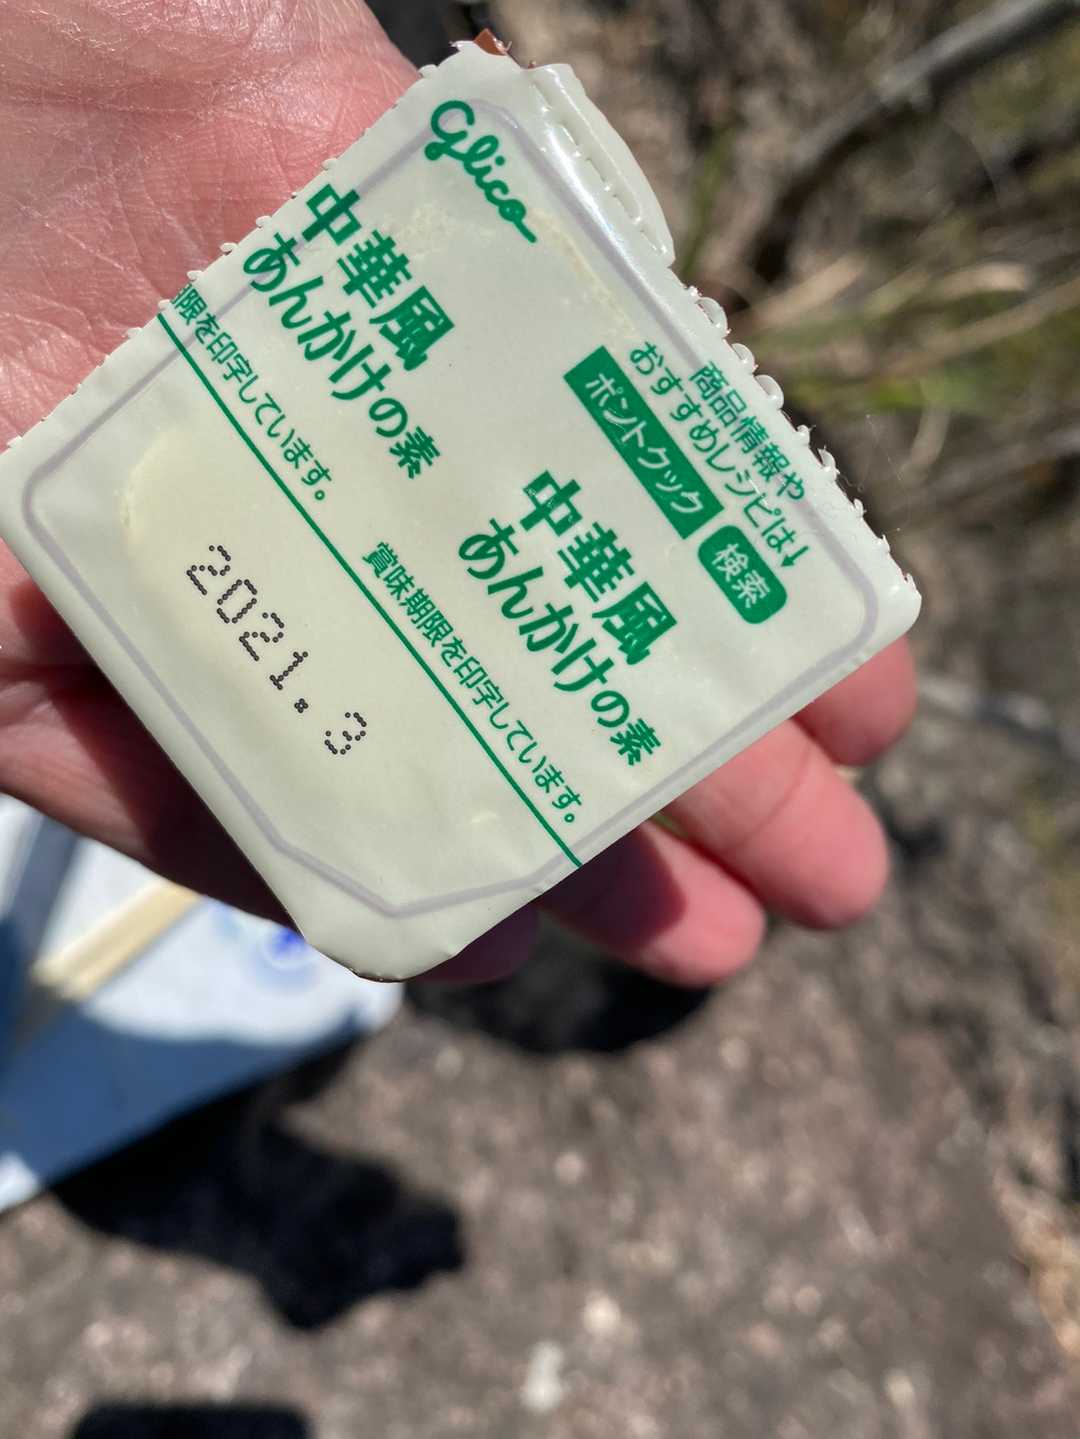 glico
中華風
あんかけの素
期限を印字しています。
商品情報や
おすすめレシピは↓
ポントクック
検索
中華風
あんかけの素
賞味期限を印字しています。
2021.3